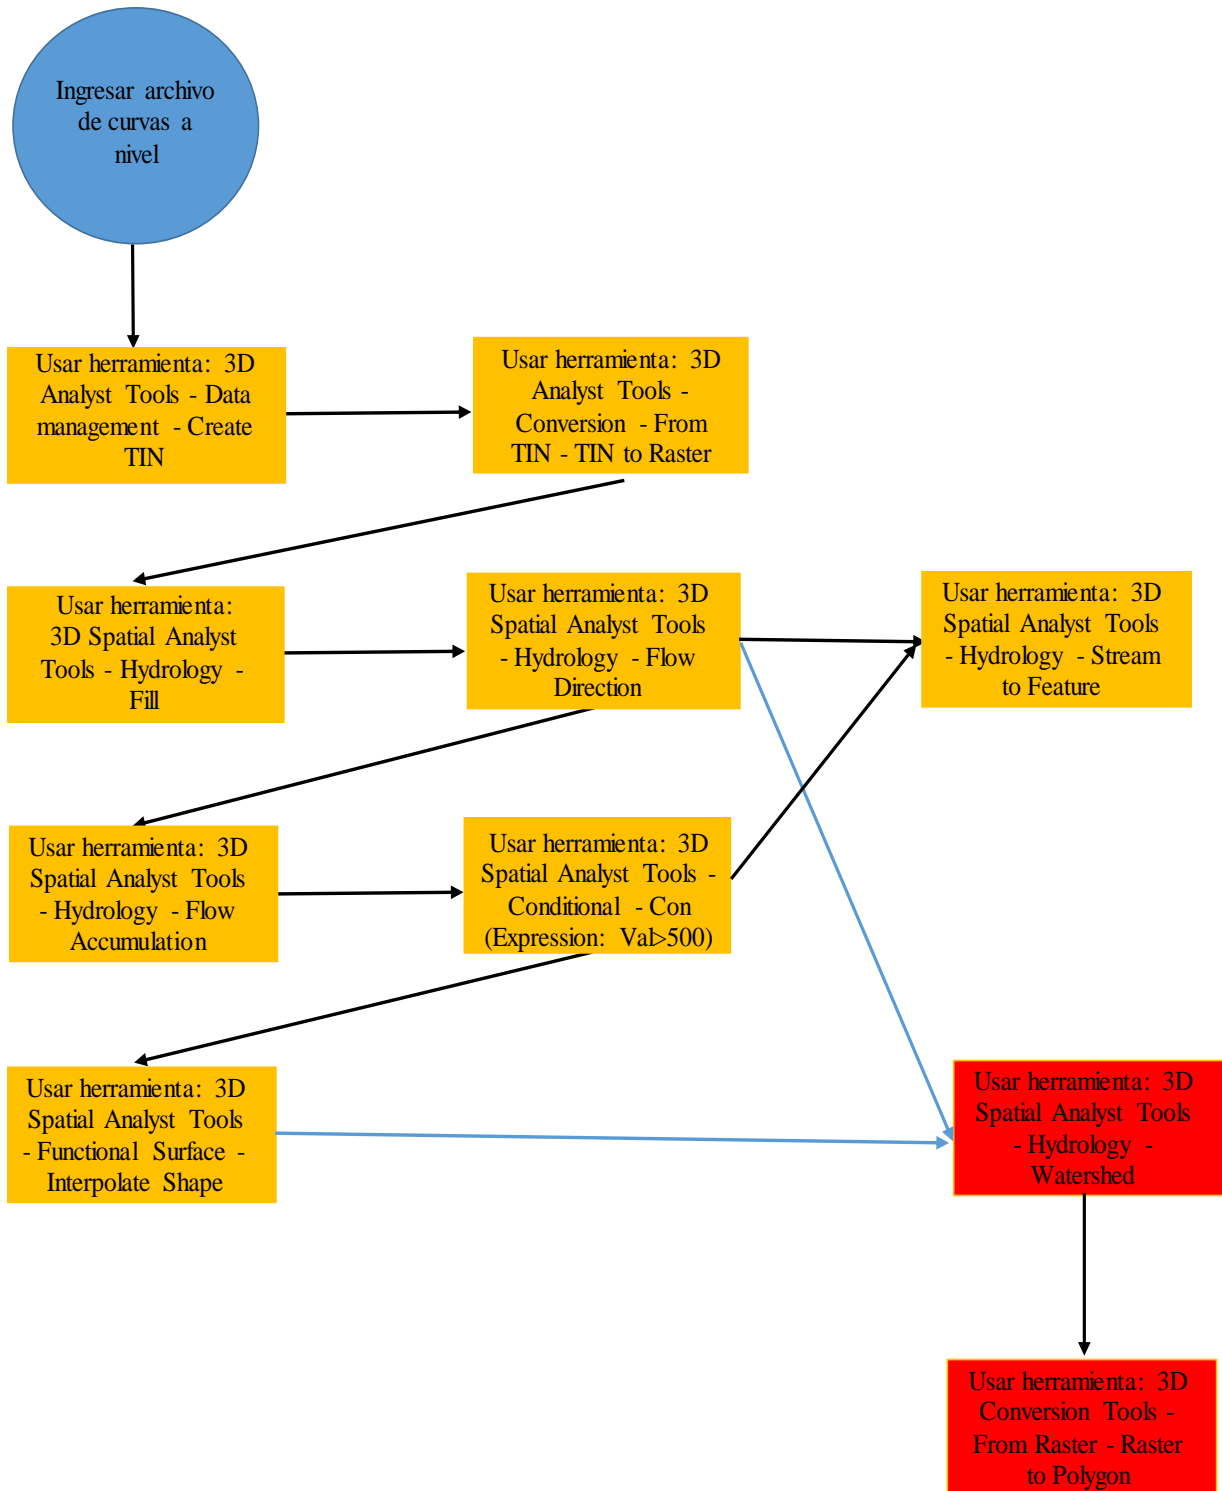 Ingresar archivo
de curvas a
nivel
Usar herramienta: 3D
Analyst Tools - Data
management - Create
TIN
Usar herramienta: 3D
Analyst Tools -
Conversion - From
TIN - TIN to Raster
Usar herramienta:
3D Spatial Analyst
Tools - Hydrology -
Fill
Usar herramienta: 3D
Spatial Analyst Tools
- Hydrology - Flow
Direction
Usar herramienta: 3D
Spatial Analyst Tools
- Hydrology - Stream
to Feature
Usar herramienta: 3D
Spatial Analyst Tools
- Hydrology - Flow
Accumulation
Usar herramienta: 3D
Spatial Analyst Tools -
Conditional - Con
(Expression: Val>500)
Usar herramienta: 3D
Spatial Analyst Tools
- Functional Surface -
Interpolate Shape
Usar herramienta: 3D
Spatial Analyst Tools
- Hydrology -
Watershed
Usar herramienta: 3D
Conversion Tools -
From Raster - Raster
to Polygon